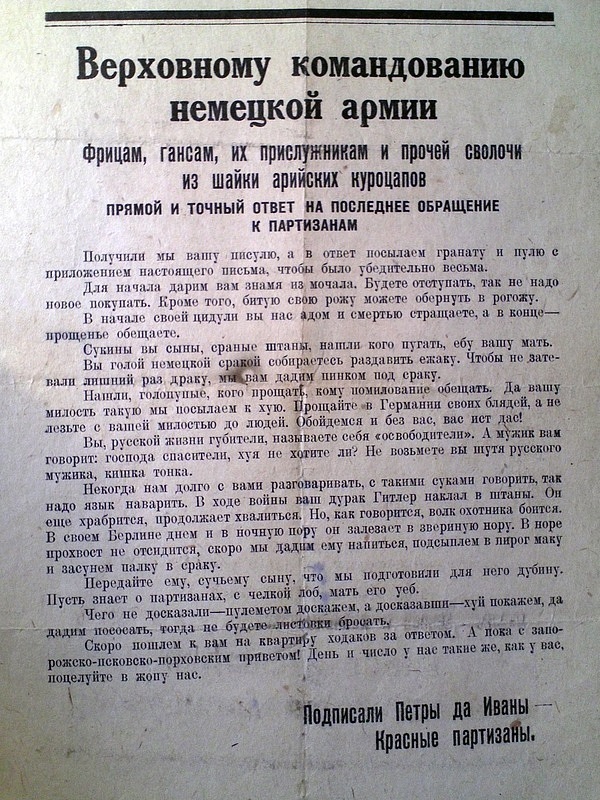 Верховному командованию
немецкой армии
Фрицам, гансам, их прислужникам и прочей сволочи
из шайки арийских куроцапов
ПРЯМОЙ И ТОЧНЫЙ ОТВЕТ НА ПОСЛЕДНЕЕ ОБРАЩЕНИЕ
К ПАРТИЗАНАМ
Получили мы вашу писулю, а в ответ посылаем гранату и пулю с
приложением настоящего письма, чтобы было убедительно весьма.
Для начала дарим вам знамя из мочала. Будете отступать, так не надо
новое покупать. Кроме того, битую свою рожу можете обернуть в рогожу.
В начале своей цидули вы нас адом и смертью стращаете, а в конце—
прощенье обещаете.
Сукины вы сыны, сраные штаны, нашли кого пугать, ебу вашу мать.
Вы голой немецкой сракой собираетесь раздавить ежаку. Чтобы не зате-
вали лишний раз драку, мы вам дадим пинком под сраку.
Нашли, голопупые, кого прощать, кому помилование обещать. Да вашу
милость такую мы посылаем к хую. Прощайте в Германии своих блядей, а не
лезьте с вашей милостью до людей. Обойдемся и без вас, вас ист дас!
Вы, русской жизни губители, называете себя «освободители». А мужик вам
говорит: господа спасители, хуя не хотите ли? Не возьмете вы шутя русского
мужика, кишка тонка.
Некогда нам долго с вами разговаривать, с такими суками говорить, так
надо язык наварить. В ходе войны ваш дурак Гитлер наклал в штаны. Он
еще храбрится, продолжает хвалиться. Но, как говорится, волк охотника боится.
В своем Берлине днем и в ночную пору он залезает в звериную нору. В норе
прохвост не отсидится, скоро мы дадим ему напиться, подсыплем в пирог маку
и засунем палку в сраку.
Передайте ему, сучьему сыну, что мы подготовили для него дубину.
Пусть знает о партизанах, с челкой лоб, мать его уеб.
Чего не досказали—пулеметом доскажем, а досказавши—хуй покажем, да
дадим пососать, тогда не будете листовки бросать.
Скоро пошлем к вам на квартиру ходаков за ответом. А пока с запо-
рожско-псковско-порховским приветом! День и число у нас такие же, как у вас,
поцелуйте в жопу нас.
Подписали Петры да Иваны —
Красные партизаны.